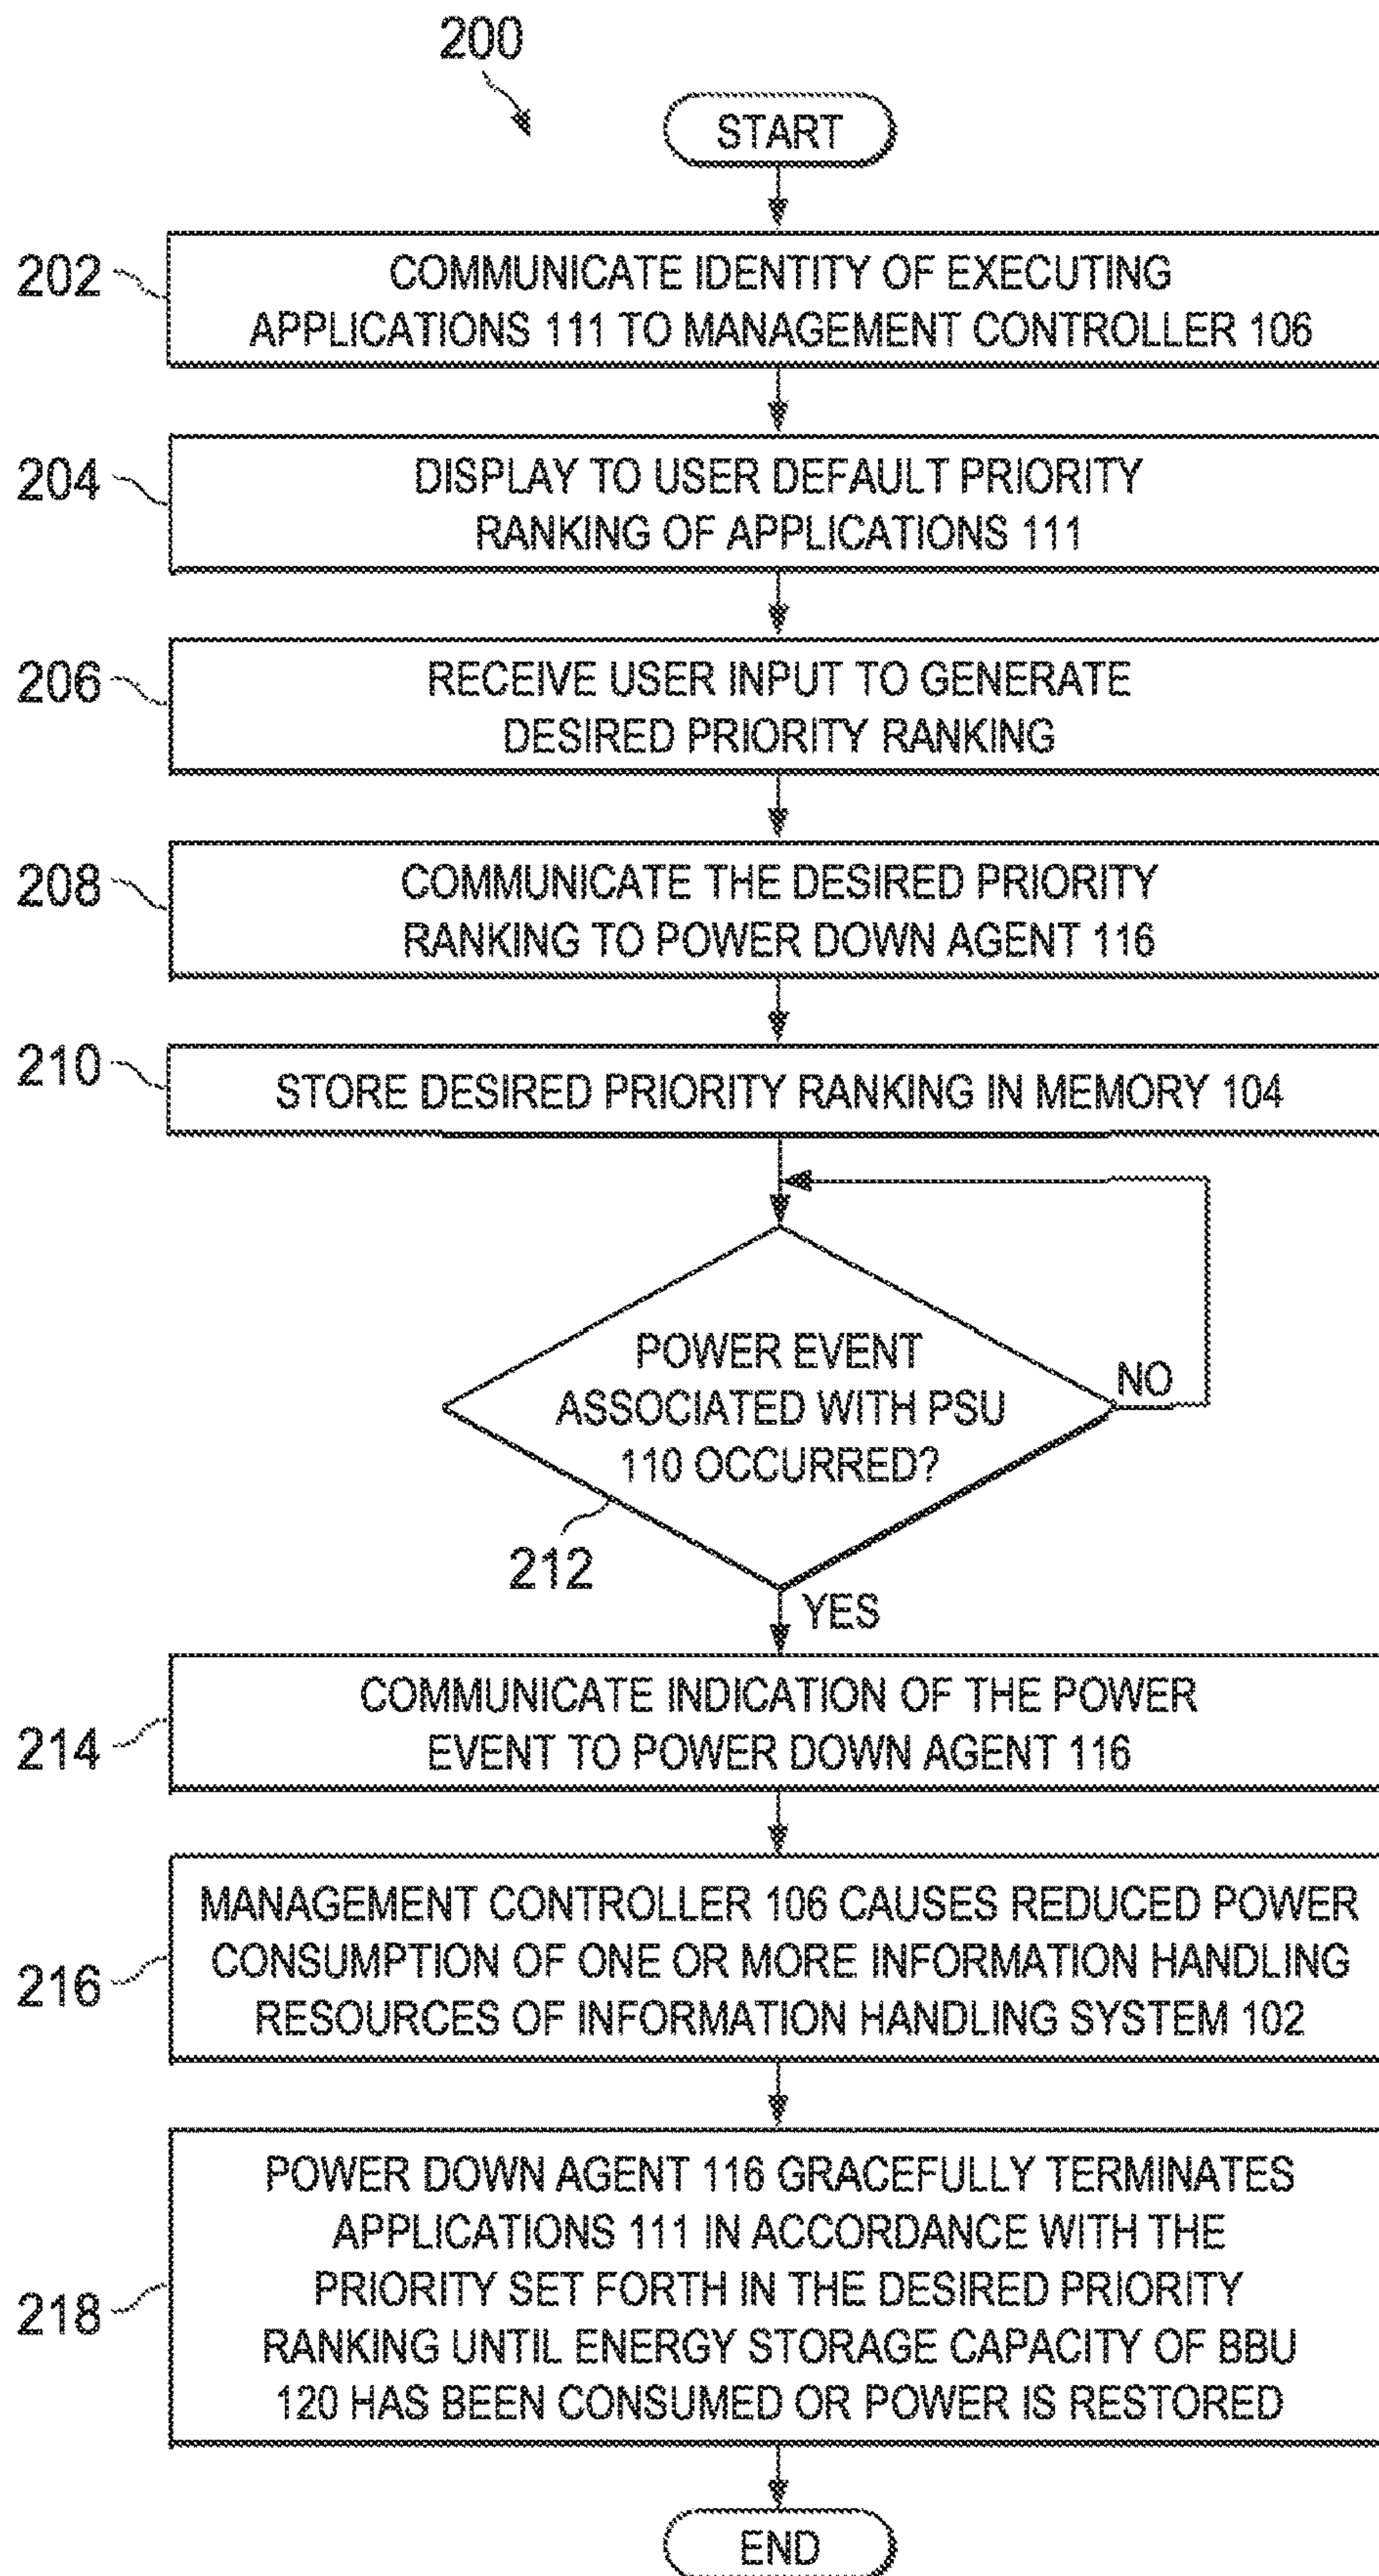 200
START
202
COMMUNICATE IDENTITY OF EXECUTING
APPLICATIONS 111 TO MANAGEMENT CONTROLLER 106
204
DISPLAY TO USER DEFAULT PRIORITY
RANKING OF APPLICATIONS 111
206
RECEIVE USER INPUT TO GENERATE
DESIRED PRIORITY RANKING
208
COMMUNICATE THE DESIRED PRIORITY
RANKING TO POWER DOWN AGENT 116
210
STORE DESIRED PRIORITY RANKING IN MEMORY 104
POWER EVENT
ASSOCIATED WITH PSU
110 OCCURRED?
NO
212
YES
214
COMMUNICATE INDICATION OF THE POWER
EVENT TO POWER DOWN AGENT 116
216
MANAGEMENT CONTROLLER 106 CAUSES REDUCED POWER
CONSUMPTION OF ONE OR MORE INFORMATION HANDLING
RESOURCES OF INFORMATION HANDLING SYSTEM 102
218
POWER DOWN AGENT 116 GRACEFULLY TERMINATES
APPLICATIONS 111 IN ACCORDANCE WITH THE
PRIORITY SET FORTH IN THE DESIRED PRIORITY
RANKING UNTIL ENERGY STORAGE CAPACITY OF BBU
120 HAS BEEN CONSUMED OR POWER IS RESTORED
END